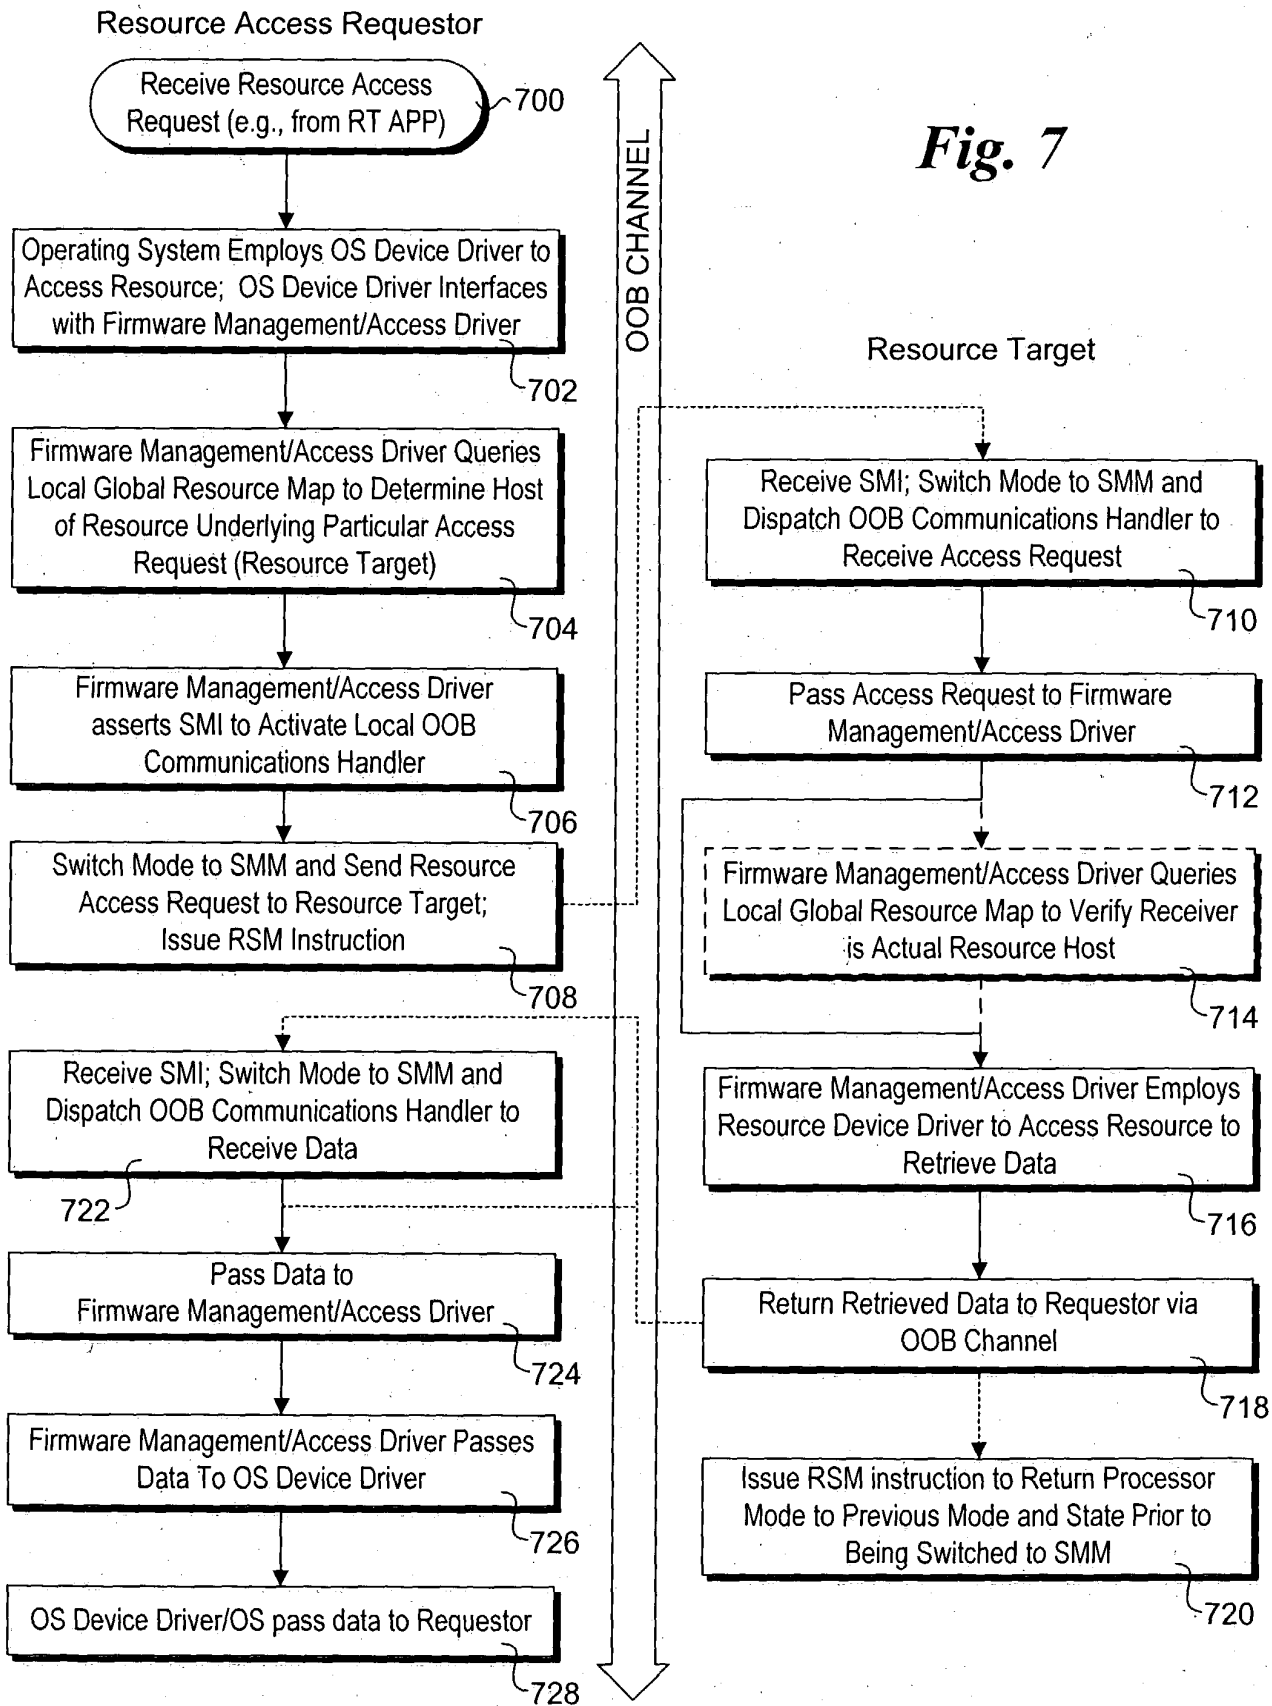 Resource Access Requestor
Receive Resource Access
Request (e.g., from RT APP)
700
Operating System Employs OS Device Driver to
Access Resource; OS Device Driver Interfaces
with Firmware Management/Access Driver
702
Firmware Management/Access Driver Queries
Local Global Resource Map to Determine Host
of Resource Underlying Particular Access
Request (Resource Target)
704
Firmware Management/Access Driver
asserts SMI to Activate Local OOB
Communications Handler
706
Switch Mode to SMM and Send Resource
Access Request to Resource Target;
Issue RSM Instruction
708
Receive SMI; Switch Mode to SMM and
Dispatch OOB Communications Handler to
Receive Data
722
Pass Data to
Firmware Management/Access Driver
724
Firmware Management/Access Driver Passes
Data To OS Device Driver
726
OS Device Driver/OS pass data to Requestor
728
OOB CHANNEL
Fig. 7
Resource Target
Receive SMI; Switch Mode to SMM and
Dispatch OOB Communications Handler to
Receive Access Request
710
Pass Access Request to Firmware
Management/Access Driver
712
Firmware Management/Access Driver Queries
Local Global Resource Map to Verify Receiver
is Actual Resource Host
714
Firmware Management/Access Driver Employs
Resource Device Driver to Access Resource to
Retrieve Data
716
Return Retrieved Data to Requestor via
OOB Channel
718
Issue RSM instruction to Return Processor
Mode to Previous Mode and State Prior to
Being Switched to SMM
720